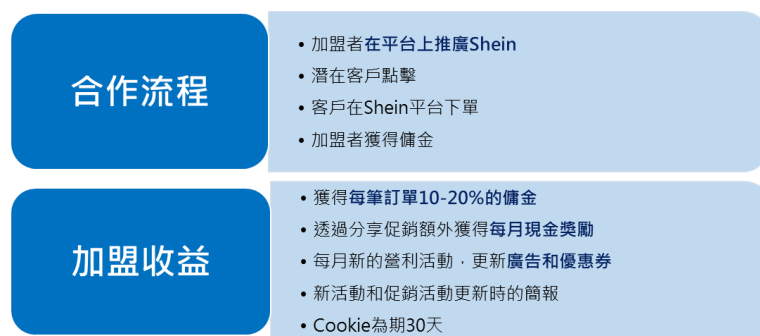 合作流程
• 加盟者在平台上推廣Shein
• 潛在客戶點擊
• 客戶在Shein平台下單
• 加盟者獲得傭金
加盟收益
• 獲得每筆訂單10-20%的傭金
• 透過分享促銷額外獲得每月現金獎勵
• 每月新的營利活動，更新廣告和優惠券
• 新活動和促銷活動更新時的簡報
• Cookie為期30天